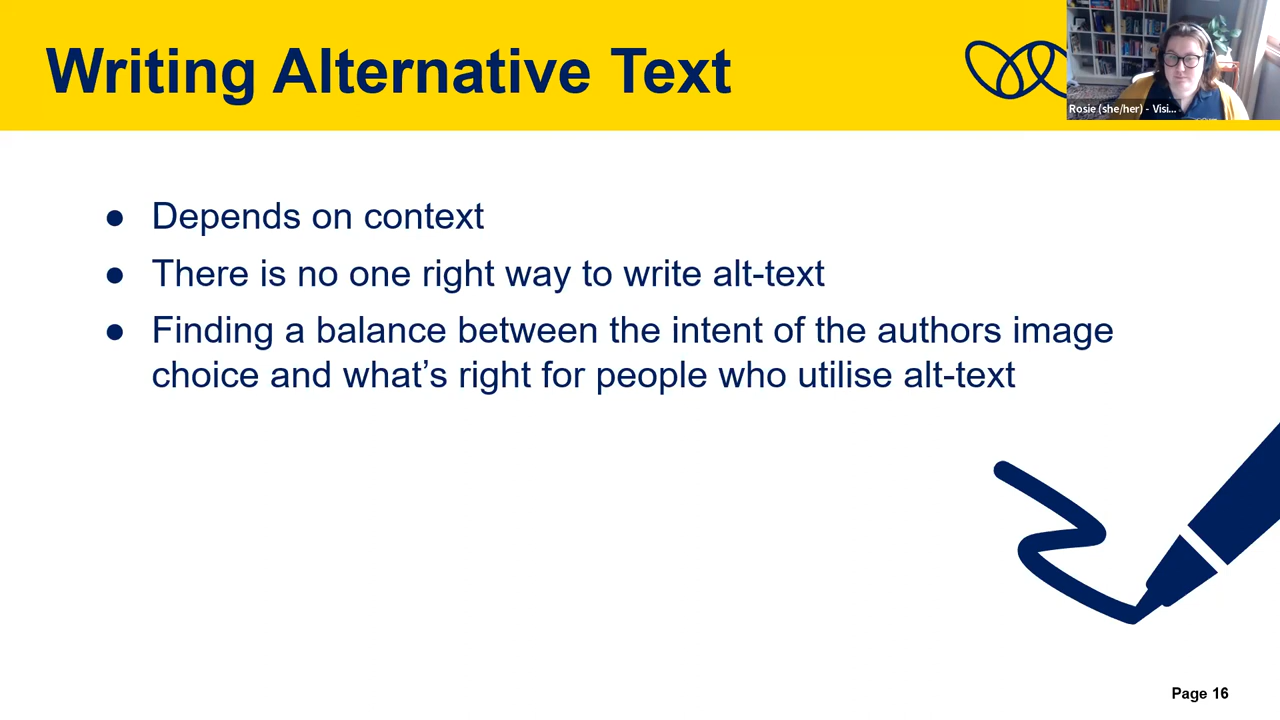 Writing Alternative Text
Rosie (she/her) - Visi...
● Depends on context
● There is no one right way to write alt-text
● Finding a balance between the intent of the authors image
choice and what’s right for people who utilise alt-text
Page 16